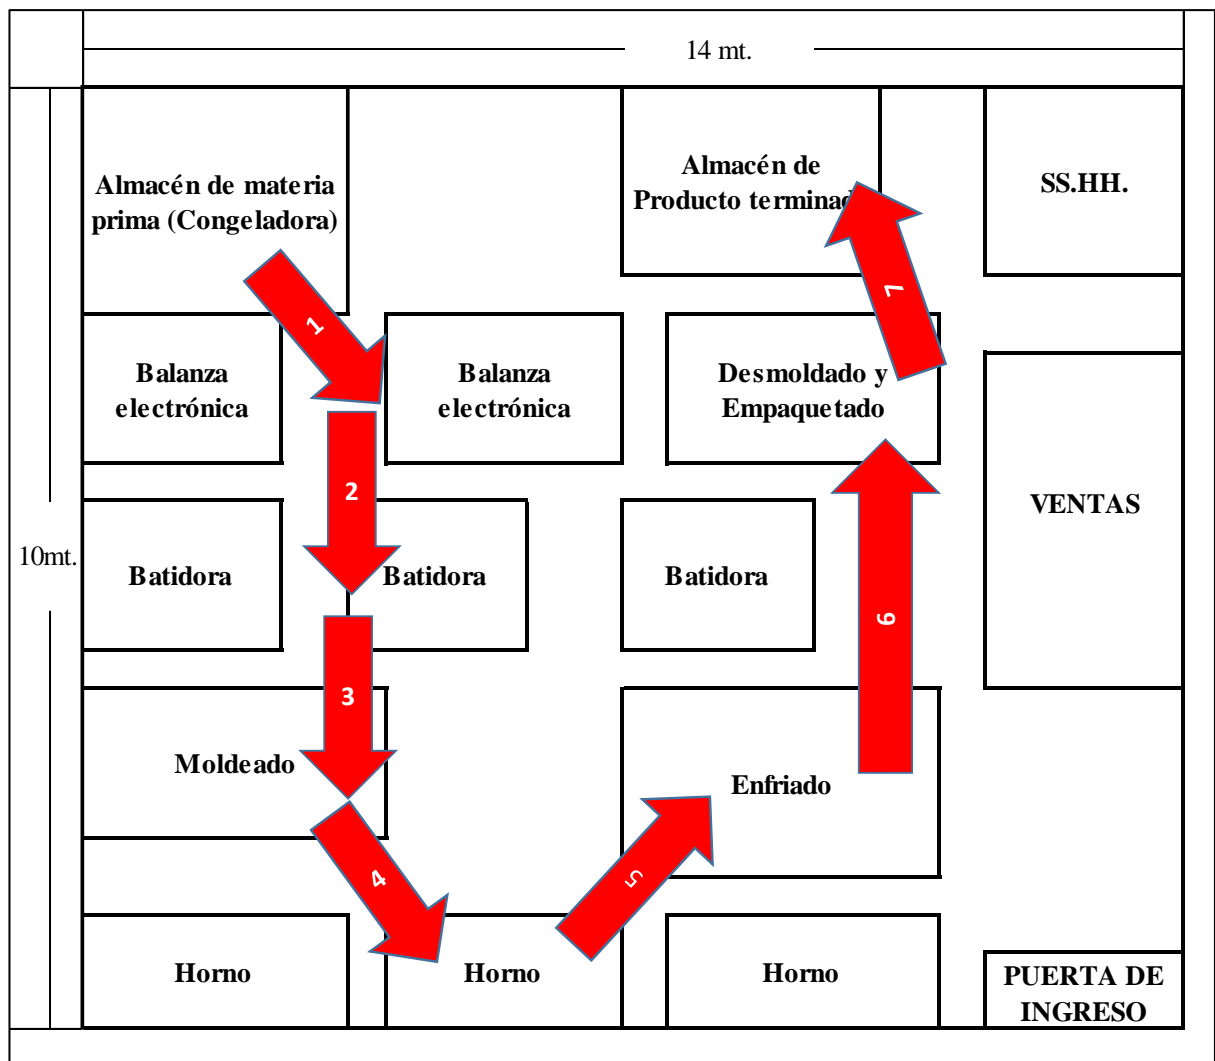 14 mt.
Almacén de materia
prima (Congeladora)
Almacén de
Producto terminad
SS.HH.
1
7
Balanza
electrónica
Balanza
electrónica
Desmoldado y
Empaquetado
2
VENTAS
10mt.
Batidora
Batidora
Batidora
6
3
Moldeado
Enfriado
4
5
Horno
Horno
Horno
PUERTA DE
INGRESO